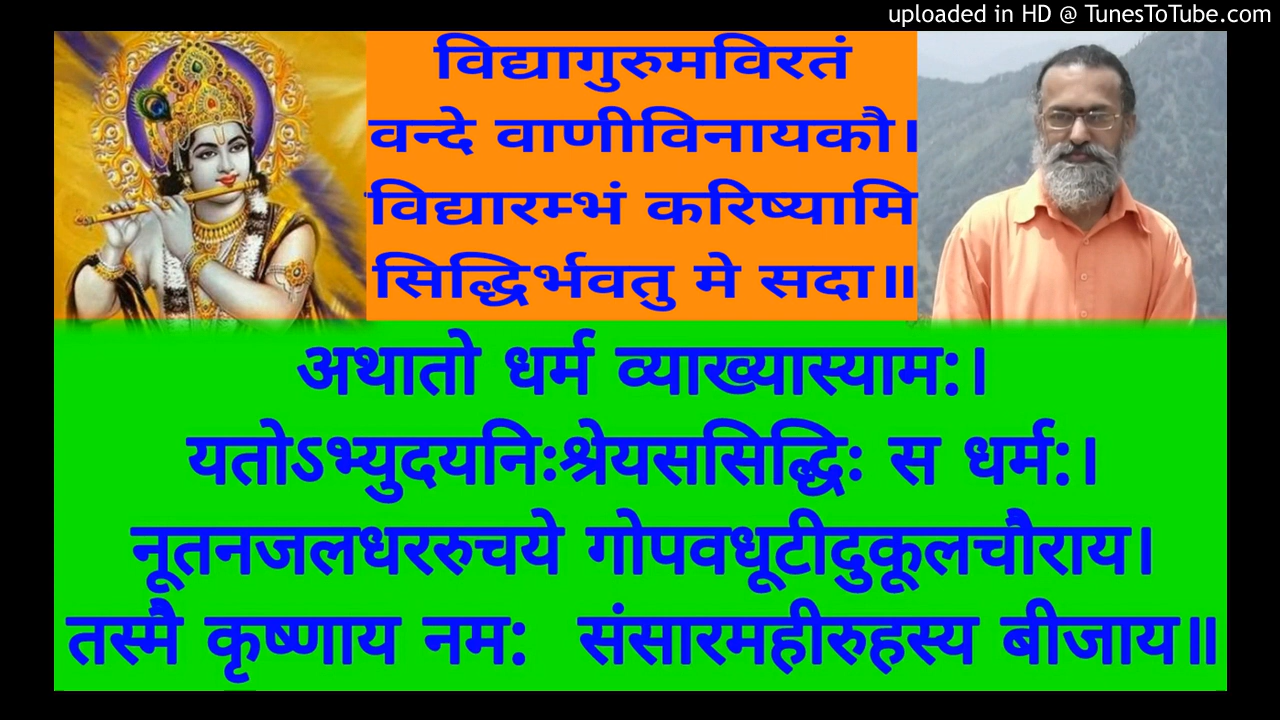 uploaded in HD @ TunesToTube.com
विद्यागुरुमविरतं
वन्दे वाणीविनायकौ।
विद्यारम्भं करिष्यामि
सिद्धिर्भवतु मे सदा॥
अथातो धर्म व्याख्यास्याम:।
यतोऽभ्युदयनिःश्रेयससिद्धिः स धर्म:।
नूतनजलधररुचये गोपवधूटीदुकूलचौराय।
तस्मै कृष्णाय नम: संसारमहीरुहस्य बीजाय॥